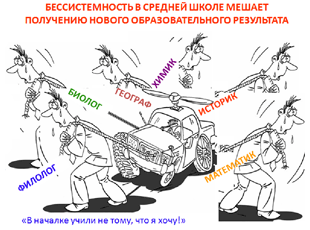 БЕССИСТЕМНОСТЬ В СРЕДНЕЙ ШКОЛЕ МЕШАЕТ
ПОЛУЧЕНИЮ НОВОГО ОБРАЗОВАТЕЛЬНОГО РЕЗУЛЬТАТА
ХИМИК
БИОЛОГ
ГЕОГРАФ
ИСТОРИК
ФИЛОЛОГ
МАТЕМАТИК
«В началке учили не тому, что я хочу!»